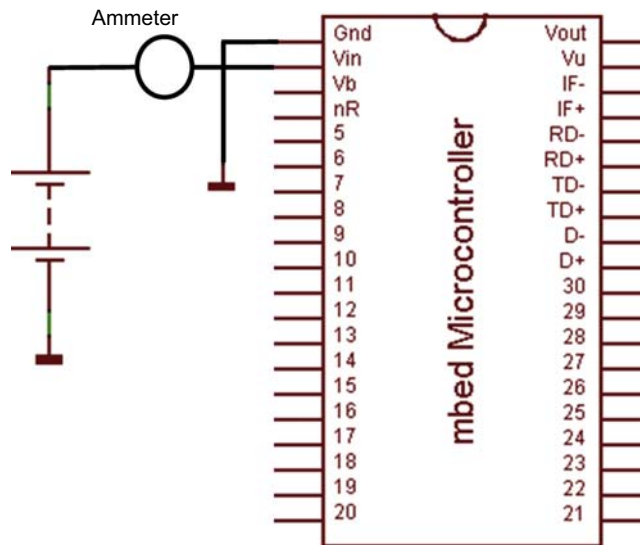 Ammeter
Gnd
Vin
Vb
nR
5
6
7
8
9
10
11
12
13
14
15
16
17
18
19
20
mbed Microcontroller
Vout
Vu
IF-
IF+
RD-
RD+
TD-
TD+
D-
D+
30
29
28
27
26
25
24
23
22
21